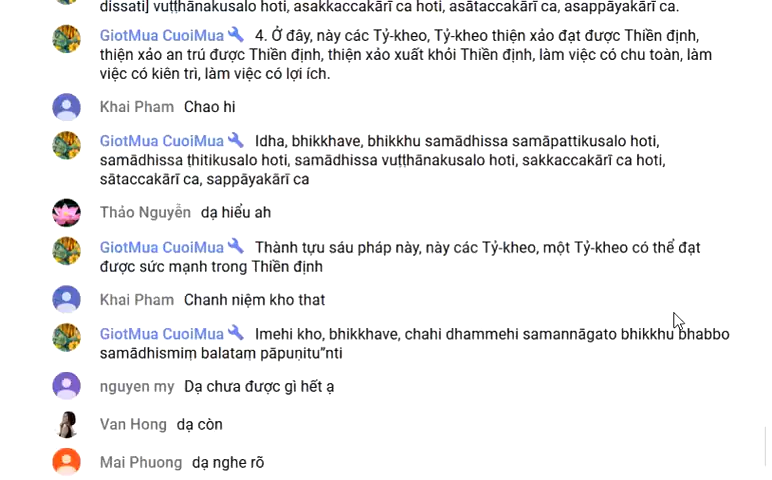 dissati] vuṭṭhānakusalo hoti, asakkaccakārī ca hoti, asātaccakārī ca, asappāyakārī ca.
GiotMua CuoiMua 4. Ở đây, này các Tỷ-kheo, Tỷ-kheo thiện xảo đạt được Thiền định,
thiện xảo an trú được Thiền định, thiện xảo xuất khỏi Thiền định, làm việc có chu toàn, làm
việc có kiên trì, làm việc có lợi ích.
Khai Pham Chao hi
GiotMua CuoiMua Idha, bhikkhave, bhikkhu samādhissa samāpattikusalo hoti,
samādhissa ṭhitikusalo hoti, samādhissa vuṭṭhānakusalo hoti, sakkaccakārī ca hoti,
sātaccakārī ca, sappāyakārī ca
Thảo Nguyễn dạ hiểu ah
GiotMua CuoiMua Thành tựu sáu pháp này, này các Tỷ-kheo, một Tỷ-kheo có thể đạt
được sức mạnh trong Thiền định
Khai Pham Chanh niệm kho that
GiotMua CuoiMua Imehi kho, bhikkhave, chahi dhammehi samannāgato bhikkhu bhabbo
samādhismiṃ balataṃ pāpuṇitu”nti
nguyen my Dạ chưa được gì hết ạ
Van Hong dạ còn
Mai Phuong dạ nghe rõ